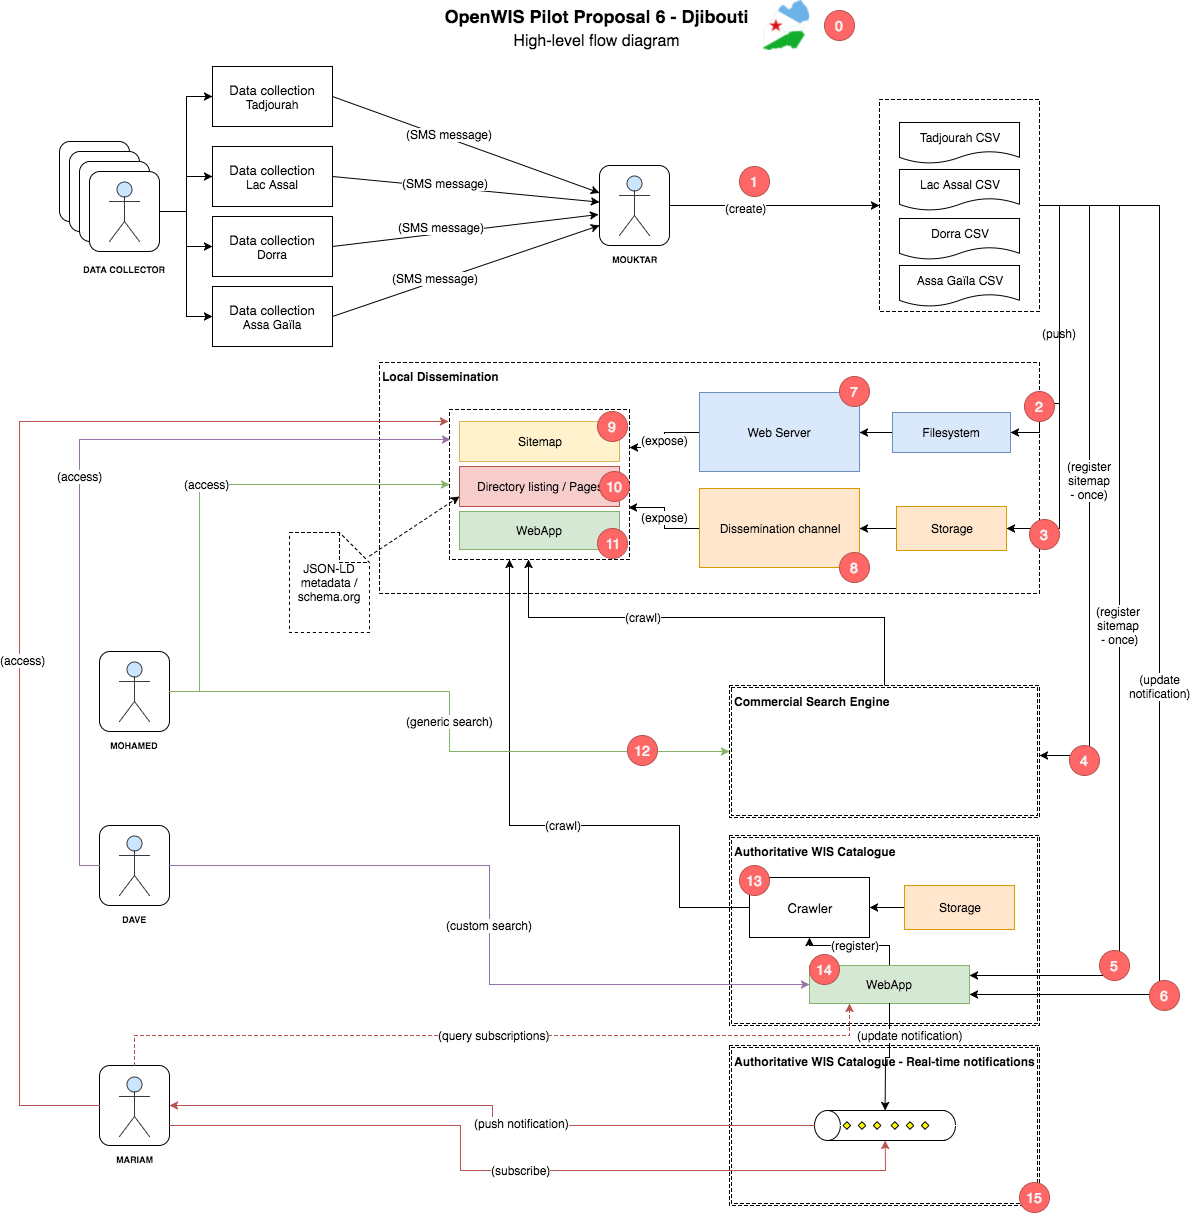 OpenWIS Pilot Proposal 6 - Djibouti
High-level flow diagram
0
Data collection
Tadjourah
Data collection
Lac Assal
Data collection
Dorra
Data collection
Assa Gaïla
DATA COLLECTOR
(SMS message)
(SMS message)
(SMS message)
(SMS message)
MOUKTAR
1
(create)
Tadjourah CSV
Lac Assal CSV
Dorra CSV
Assa Gaïla CSV
(push)
Local Dissemination
Sitemap
9
Directory listing / Pages
10
WebApp
11
(expose)
(expose)
Web Server
7
Filesystem
2
Dissemination channel
8
Storage
3
(access)
(access)
(access)
JSON-LD
metadata /
schema.org
(register
sitemap
- once)
(register
sitemap
- once)
(update
notification)
(crawl)
MOHAMED
(generic search)
12
Commercial Search Engine
4
(crawl)
DAVE
(custom search)
Authoritative WIS Catalogue
13
Crawler
Storage
(register)
14
WebApp
5
6
(query subscriptions)
(update notification)
Authoritative WIS Catalogue - Real-time notifications
MARIAM
(push notification)
(subscribe)
15